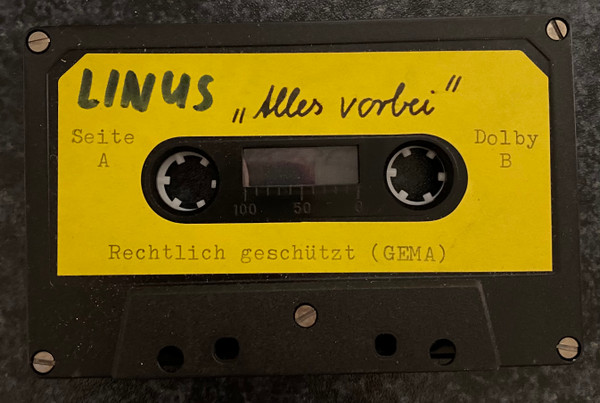 LINUS „Alles vorbei"
Seite
A
Dolby
B
100 50 0
Rechtlich geschützt (GEMA)